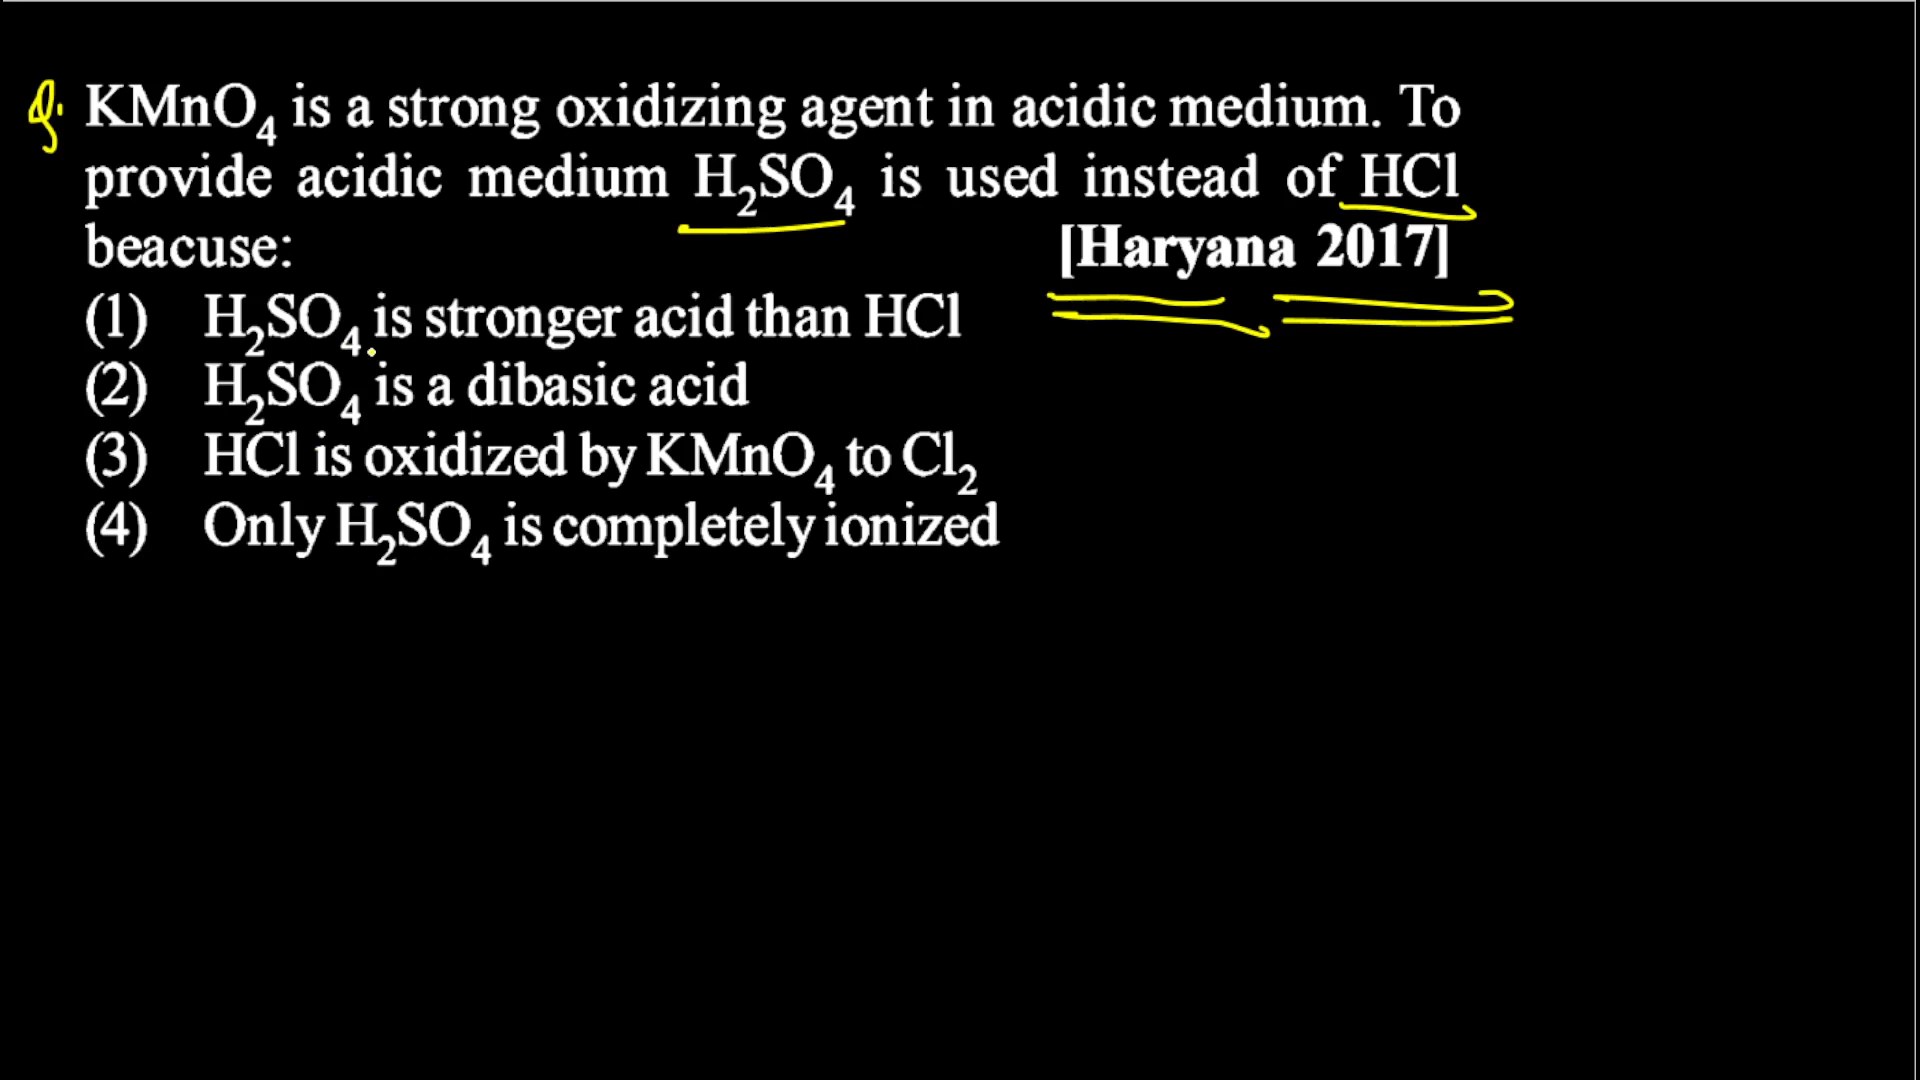 Q. KMnO₄ is a strong oxidizing agent in acidic medium. To
provide acidic medium H₂SO₄ is used instead of HCl
beacuse: [Haryana 2017]
(1) H₂SO₄ is stronger acid than HCl
(2) H₂SO₄ is a dibasic acid
(3) HCl is oxidized by KMnO₄ to Cl₂
(4) Only H₂SO₄ is completely ionized